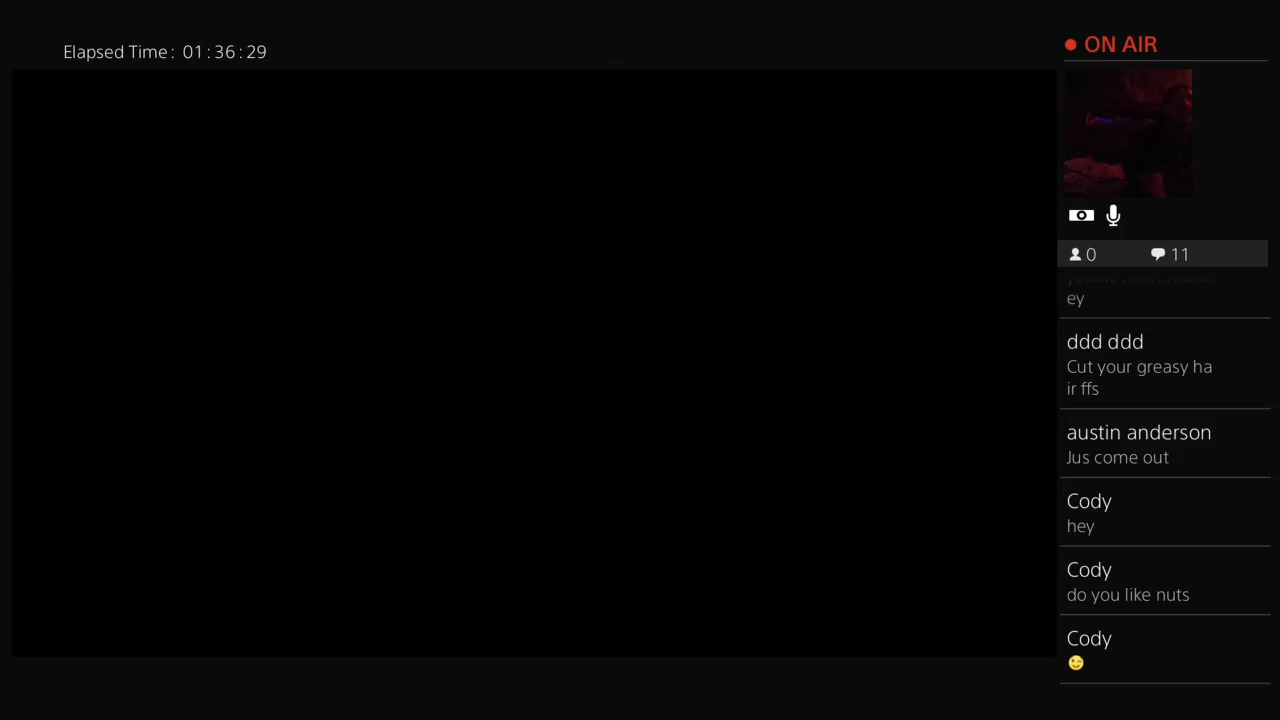 Elapsed Time: 01:36:29
ON AIR
0 11
ey
ddd ddd
Cut your greasy ha
ir ffs
austin anderson
Jus come out
Cody
hey
Cody
do you like nuts
Cody
😉